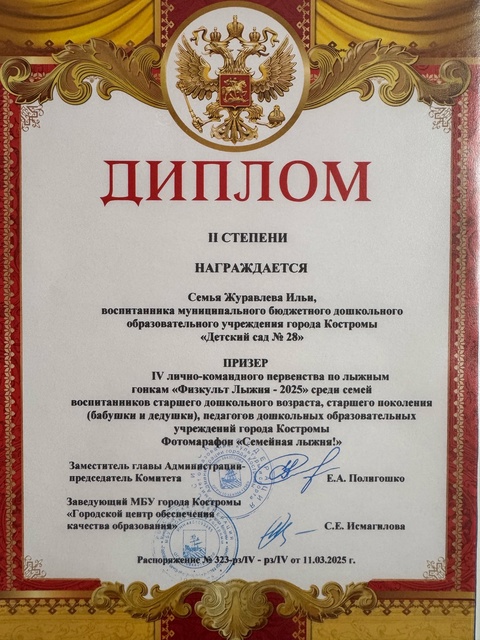 ДИПЛОМ
II СТЕПЕНИ
НАГРАЖДАЕТСЯ
Семья Журавлева Ильи,
воспитанника муниципального бюджетного дошкольного
образовательного учреждения города Костромы
«Детский сад № 28»
ПРИЗЕР
IV лично-командного первенства по лыжным
гонкам «Физкульт Лыжня - 2025» среди семей
воспитанников старшего дошкольного возраста, старшего поколения
(бабушки и дедушки), педагогов дошкольных образовательных
учреждений города Костромы
Фотомарафон «Семейная лыжня!»
Заместитель главы Администрации-
председатель Комитета
Е.А. Полигошко
Заведующий МБУ города Костромы
«Городской центр обеспечения
качества образования»
С.Е. Исмагилова
Распоряжение № 323-рз/IV - рз/IV от 11.03.2025 г.